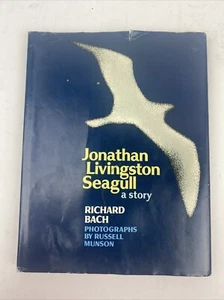 Jonathan
Livingston
Seagull
a story
RICHARD
BACH
PHOTOGRAPHS
BY RUSSELL
MUNSON